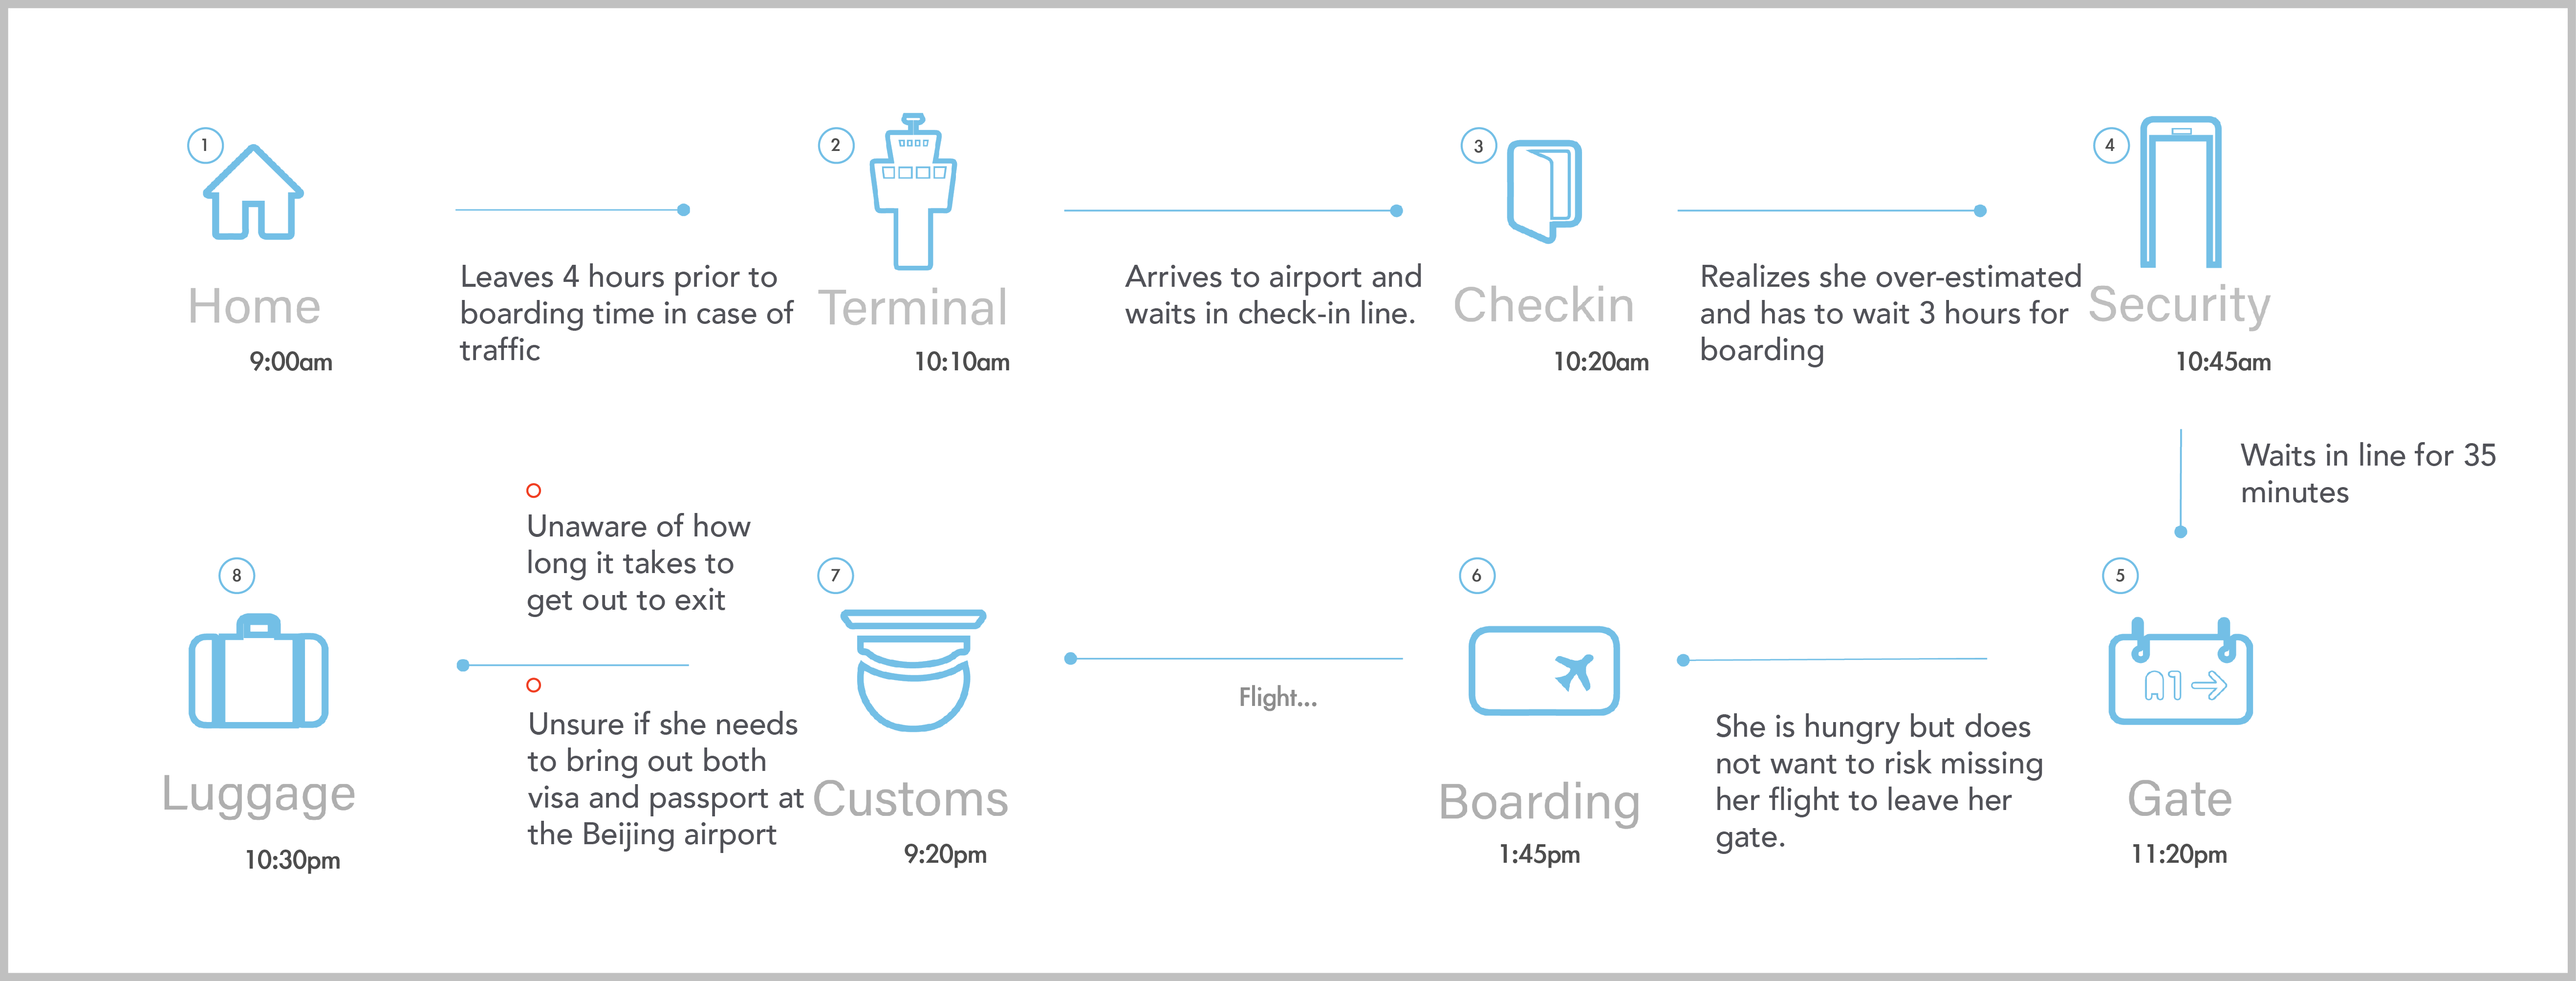 1
Home
9:00am
Leaves 4 hours prior to
boarding time in case of
traffic
2
Terminal
10:10am
Arrives to airport and
waits in check-in line.
3
Checkin
10:20am
Realizes she over-estimated
and has to wait 3 hours for
boarding
4
Security
10:45am
Waits in line for 35
minutes
5
A1
Gate
11:20pm
She is hungry but does
not want to risk missing
her flight to leave her
gate.
6
Boarding
1:45pm
Flight...
7
Customs
9:20pm
Unaware of how
long it takes to
get out to exit
Unsure if she needs
to bring out both
visa and passport at
the Beijing airport
8
Luggage
10:30pm